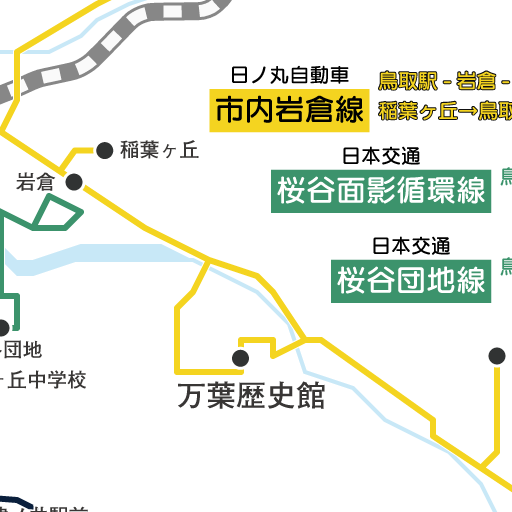 日ノ丸自動車
市内岩倉線
鳥取駅 - 岩倉 -
稲葉ヶ丘→鳥取
稲葉ヶ丘
日本交通
桜谷面影循環線
鳥
岩倉
日本交通
桜谷団地線
鳥
団地
ヶ丘中学校
万葉歴史館